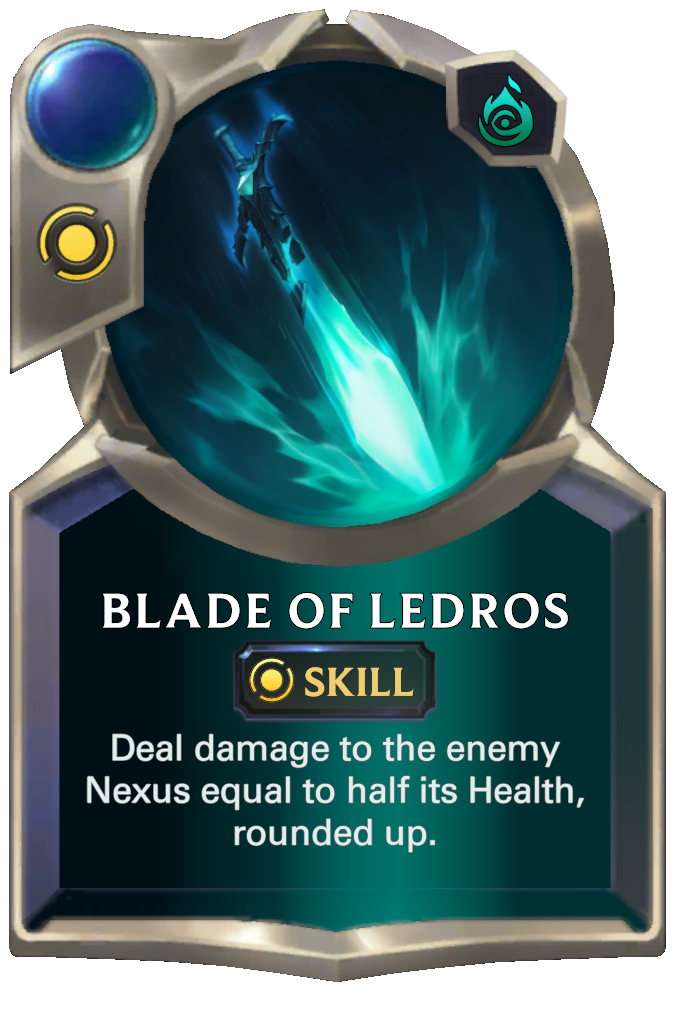 BLADE OF LEDROS
SKILL
Deal damage to the enemy
Nexus equal to half its Health,
rounded up.